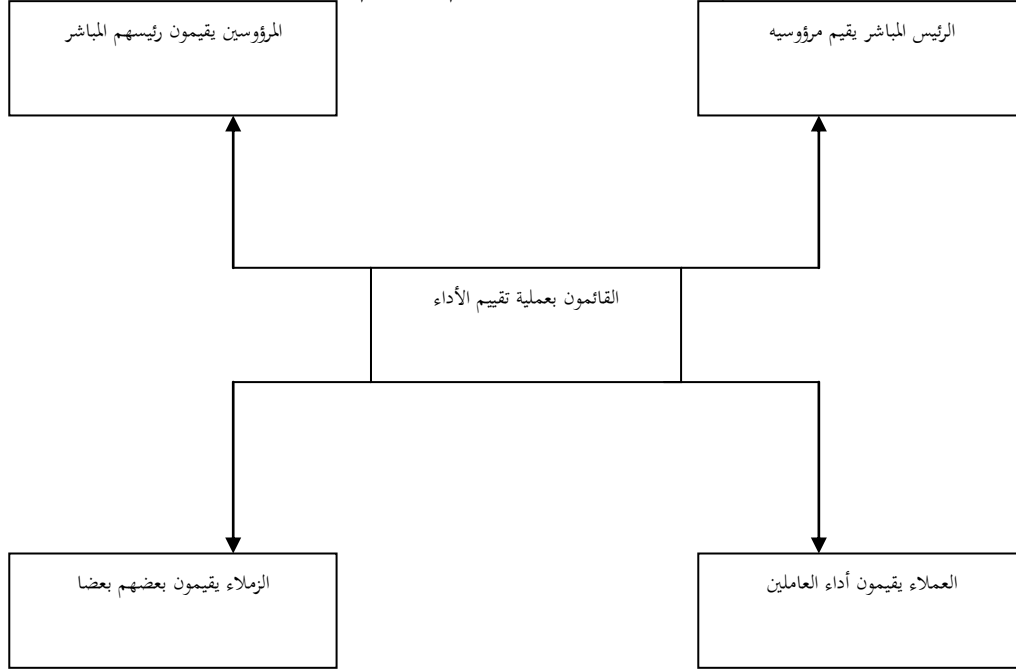 الرئيس المباشر يقيم مرؤوسيه
المرؤوسين يقيمون رئيسهم المباشر
القائمون بعملية تقييم الأداء
العملاء يقيمون أداء العاملين
الزملاء يقيمون بعضهم بعضا